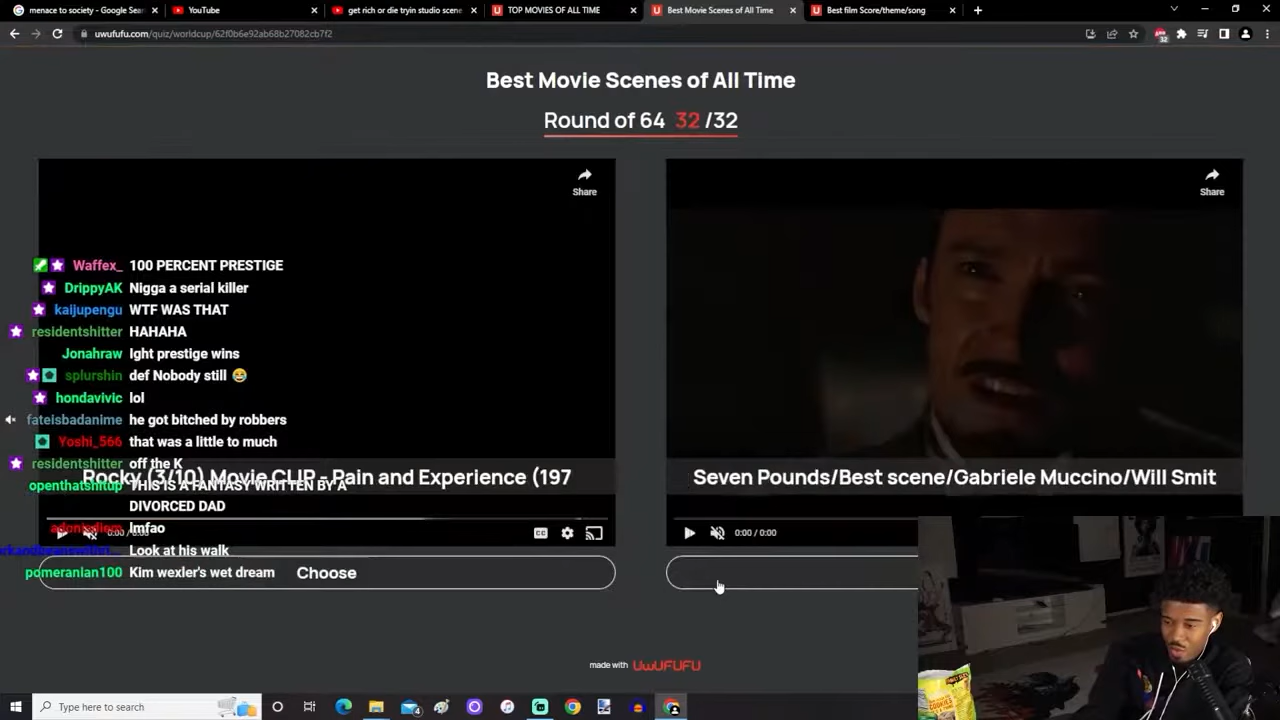 menace to society - Google Sear
YouTube
get rich or die tryin studio scene
TOP MOVIES OF ALL TIME
Best Movie Scenes of All Time
Best film Score/theme/song
uwufufu.com/quiz/worldcup/62f0b6e92ab68b27082cb7f2
32
Best Movie Scenes of All Time
Round of 64 32 /32
Share
Share
Waffex_ 100 PERCENT PRESTIGE
DrippyAK Nigga a serial killer
kaijupengu WTF WAS THAT
residentshitter HAHAHA
Jonahraw Ight prestige wins
splurshin def Nobody still 😂
hondavivic lol
fateisbadanime he got bitched by robbers
Yoshi_566 that was a little to much
residentshitter off the K
Rocky (3/10) Movie CLIP - Pain and Experience (197
Seven Pounds/Best scene/Gabriele Muccino/Will Smit
openthatshitup THIS IS A FANTASY WRITTEN BY A
DIVORCED DAD
lmfao
0:00 / 0:00
CC
0:00 / 0:00
Look at his walk
pomeranian100 Kim wexler's wet dream
Choose
made with UWUFUFU
Type here to search